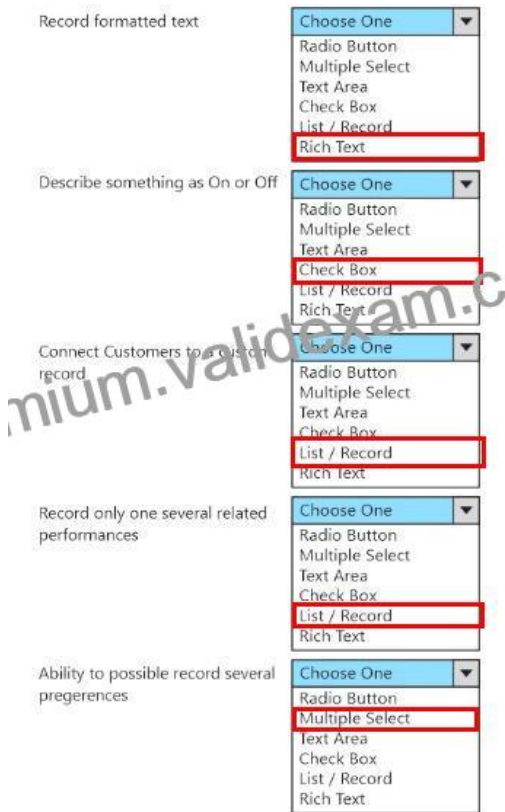 Record formatted text
Choose One
Radio Button
Multiple Select
Text Area
Check Box
List / Record
Rich Text
Describe something as On or Off
Choose One
Radio Button
Multiple Select
Text Area
Check Box
List / Record
Rich Text
Connect Customers to a custom
record
Choose One
Radio Button
Multiple Select
Text Area
Check Box
List / Record
Rich Text
Record only one several related
performances
Choose One
Radio Button
Multiple Select
Text Area
Check Box
List / Record
Rich Text
Ability to possible record several
pregerences
Choose One
Radio Button
Multiple Select
Text Area
Check Box
List / Record
Rich Text
mium.validexam.c